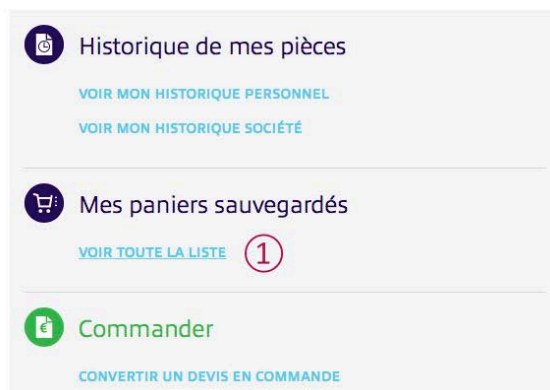 Historique de mes pièces
VOIR MON HISTORIQUE PERSONNEL
VOIR MON HISTORIQUE SOCIÉTÉ
Mes paniers sauvegardés
VOIR TOUTE LA LISTE 1
€ Commander
CONVERTIR UN DEVIS EN COMMANDE